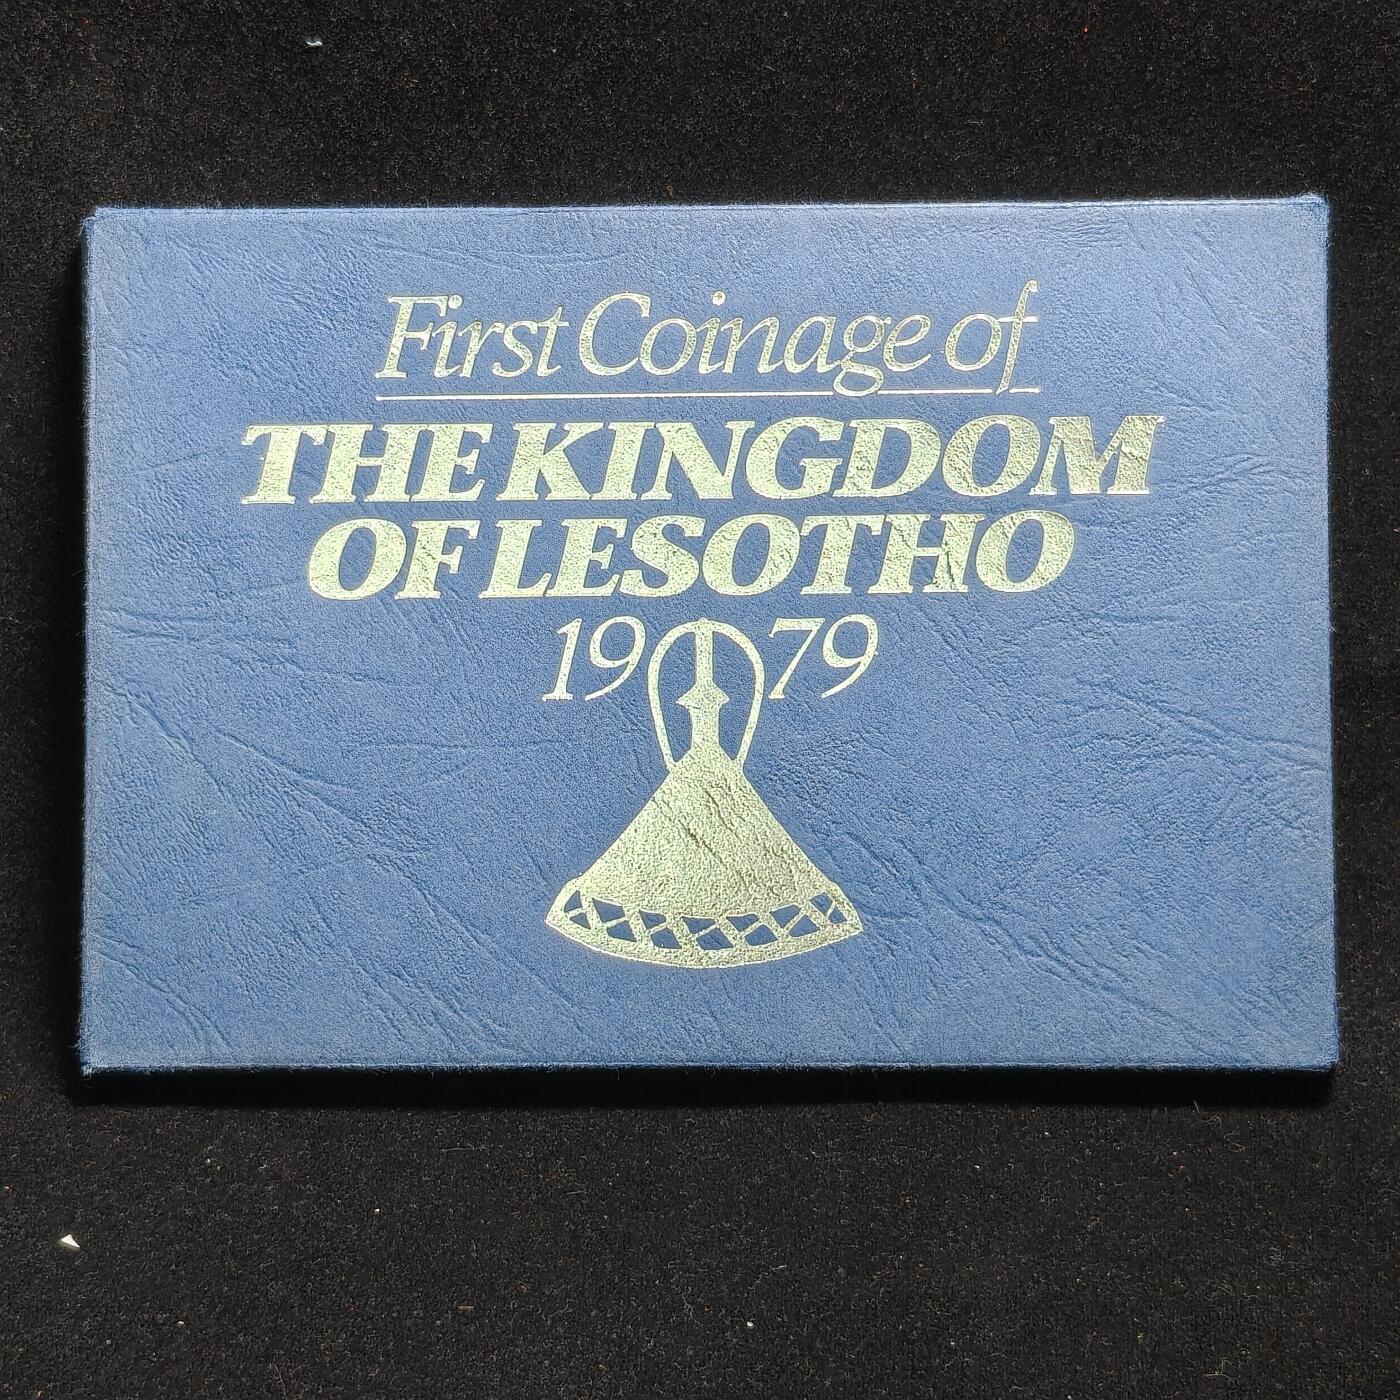 First Coinage of
THE KINGDOM
OF LESOTHO
1979